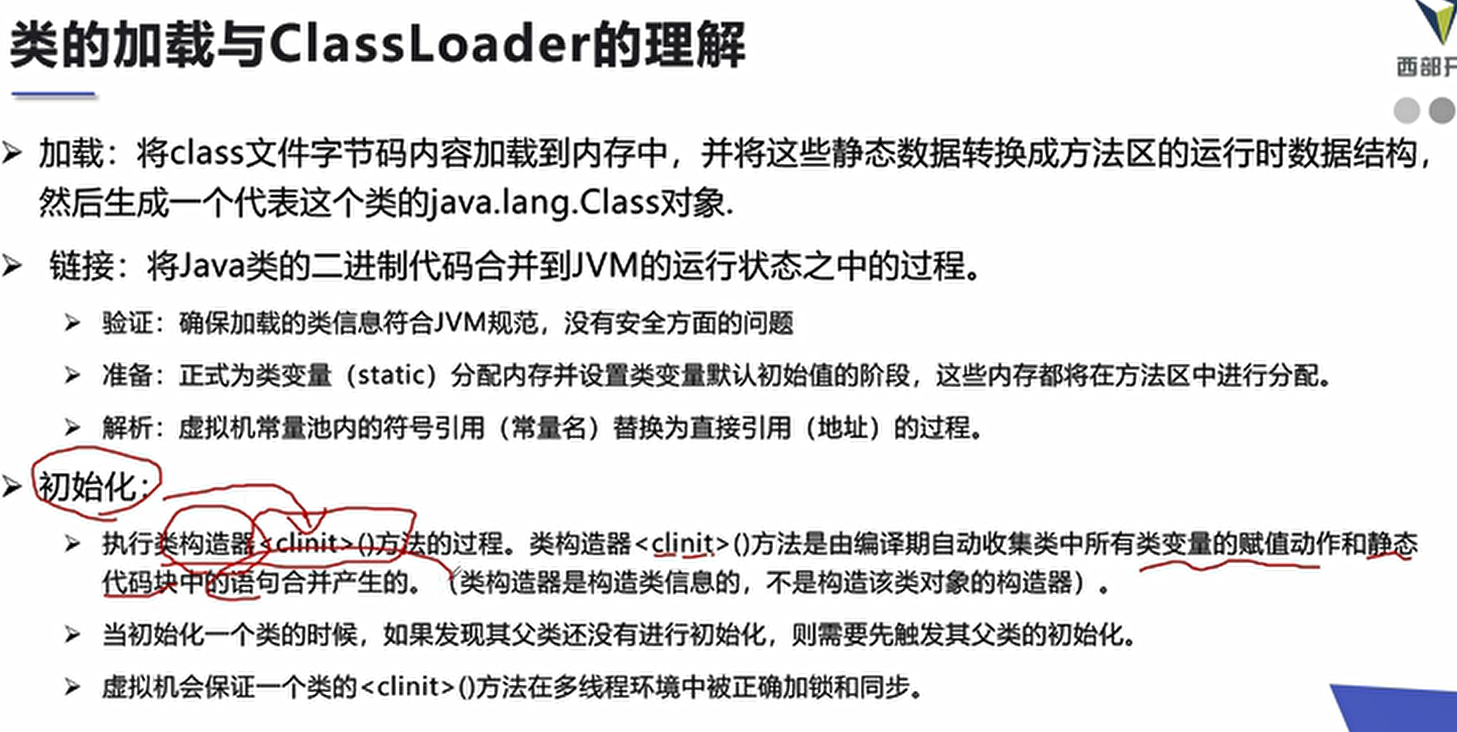 类的加载与ClassLoader的理解
西部开
加载：将class文件字节码内容加载到内存中，并将这些静态数据转换成方法区的运行时数据结构，
然后生成一个代表这个类的java.lang.Class对象.
链接：将Java类的二进制代码合并到JVM的运行状态之中的过程。
验证：确保加载的类信息符合JVM规范，没有安全方面的问题
准备：正式为类变量（static）分配内存并设置类变量默认初始值的阶段，这些内存都将在方法区中进行分配。
解析：虚拟机常量池内的符号引用（常量名）替换为直接引用（地址）的过程。
初始化：
执行类构造器<clinit>()方法的过程。类构造器<clinit>()方法是由编译期自动收集类中所有类变量的赋值动作和静态
代码块中的语句合并产生的。（类构造器是构造类信息的，不是构造该类对象的构造器）。
当初始化一个类的时候，如果发现其父类还没有进行初始化，则需要先触发其父类的初始化。
虚拟机会保证一个类的<clinit>()方法在多线程环境中被正确加锁和同步。